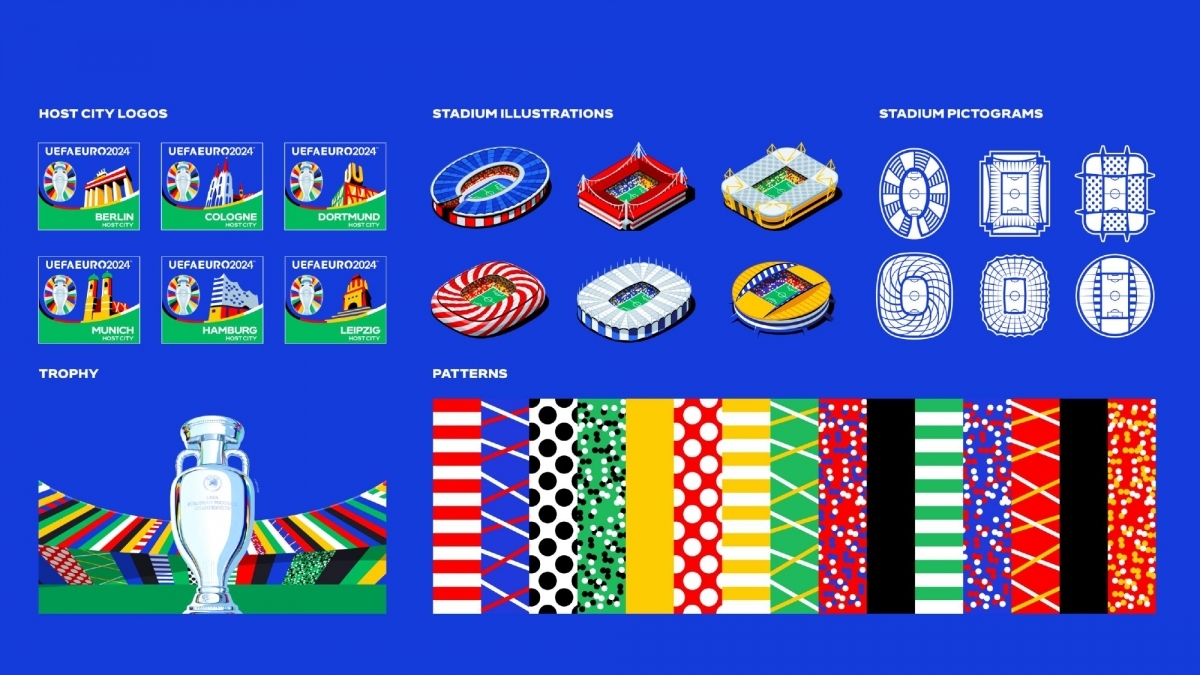 HOST CITY LOGOS
STADIUM ILLUSTRATIONS
STADIUM PICTOGRAMS
UEFAEURO2024
BERLIN
HOST CITY
UEFAEURO2024
COLOGNE
HOST CITY
UEFAEURO2024
DORTMUND
HOST CITY
UEFAEURO2024
MUNICH
HOST CITY
UEFAEURO2024
HAMBURG
HOST CITY
UEFAEURO2024
LEIPZIG
HOST CITY
TROPHY
PATTERNS